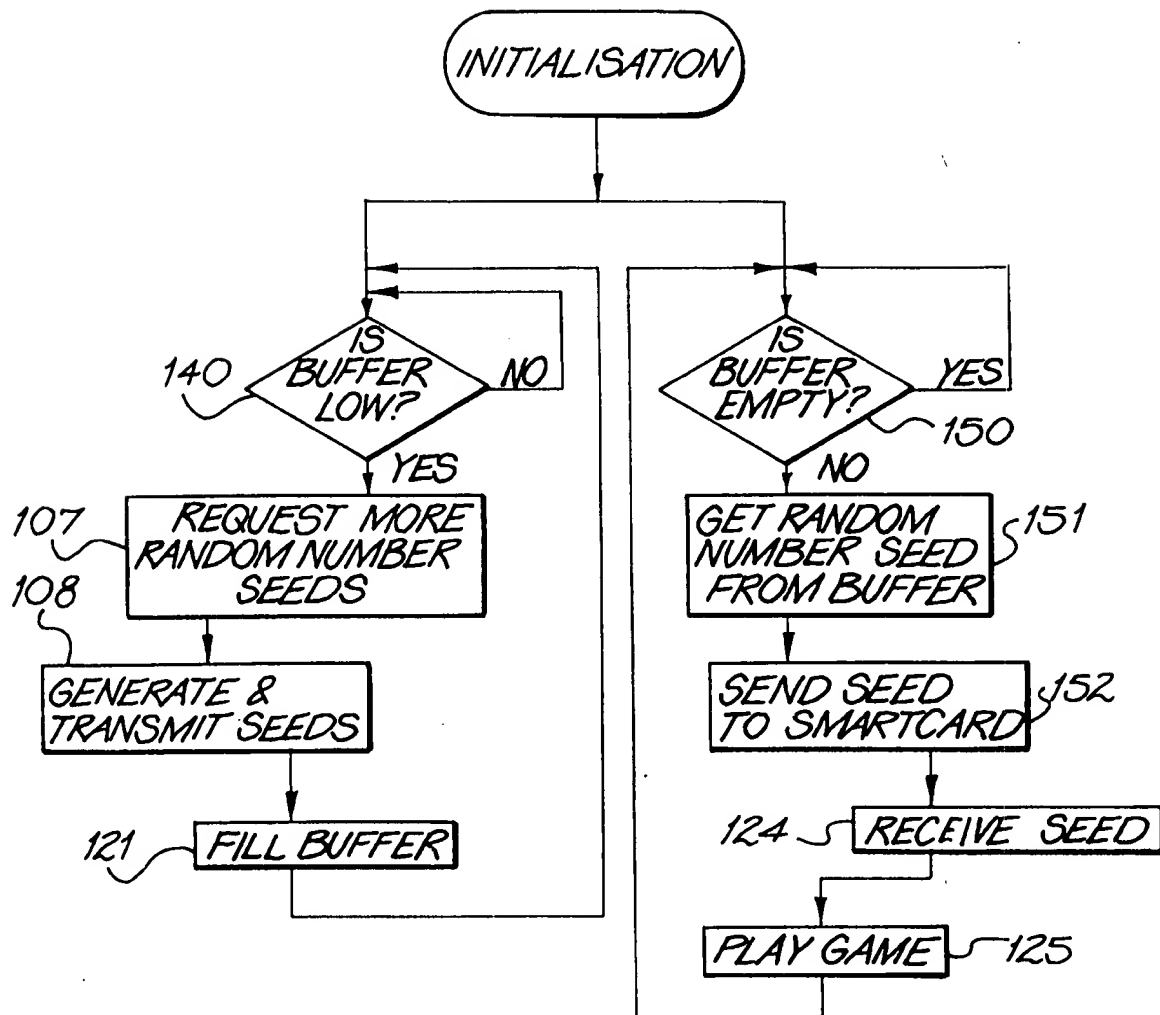 INITIALISATION
IS
BUFFER
LOW?
140
NO
YES
107
REQUEST MORE
RANDOM NUMBER
SEEDS
108
GENERATE &
TRANSMIT SEEDS
121
FILL BUFFER
IS
BUFFER
EMPTY?
YES
150
NO
GET RANDOM
NUMBER SEED
FROM BUFFER
151
SEND SEED
TO SMARTCARD
152
124
RECEIVE SEED
PLAY GAME
125